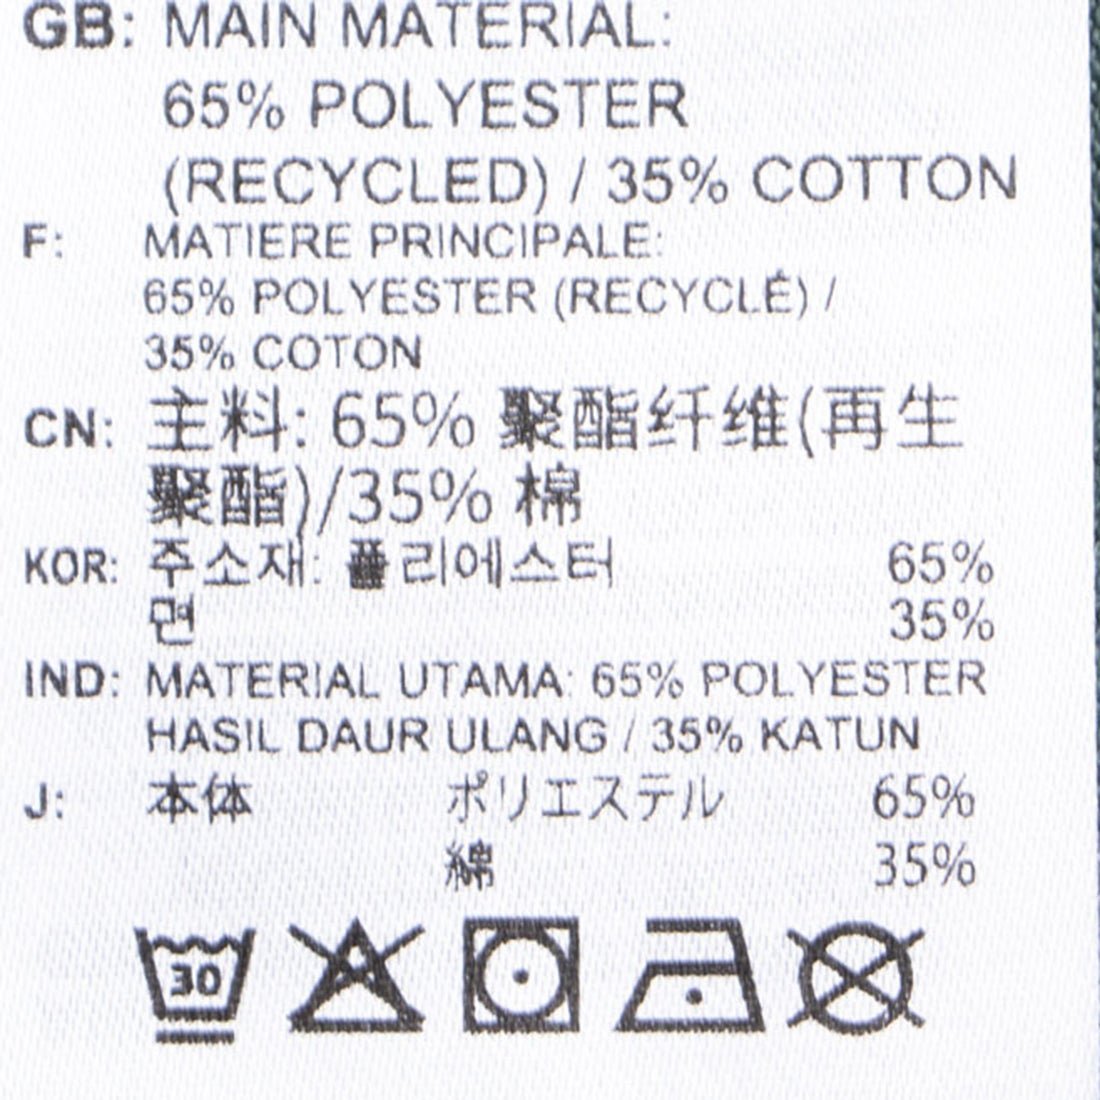 GB: MAIN MATERIAL:
65% POLYESTER
(RECYCLED) / 35% COTTON
F: MATIERE PRINCIPALE:
65% POLYESTER (RECYCLÉ) /
35% COTON
CN: 主料: 65% 聚酯纤维(再生
聚酯)/35% 棉
KOR: 주소재: 폴리에스터 65%
면 35%
IND: MATERIAL UTAMA: 65% POLYESTER
HASIL DAUR ULANG / 35% KATUN
J: 本体 ポリエステル 65%
綿 35%
30